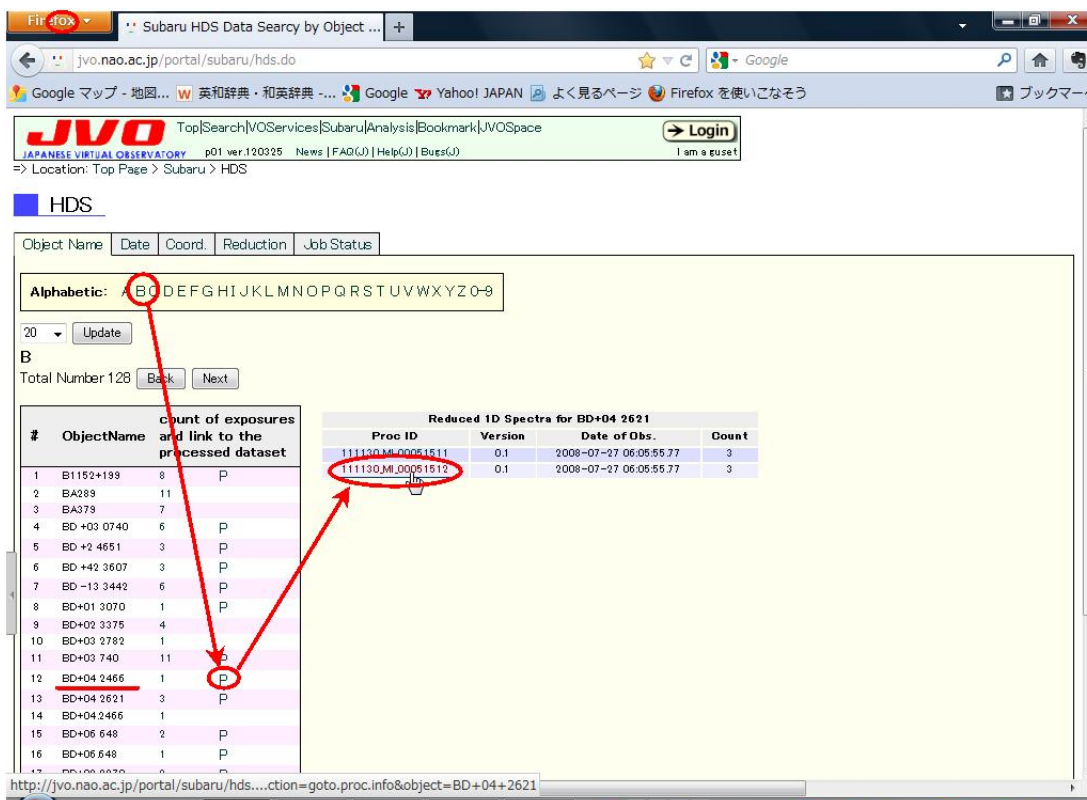 Firefox
Subaru HDS Data Searcy by Object ... +
jvo.nao.ac.jp/portal/subaru/hds.do
Google
Google マップ - 地図... W 英和辞典・和英辞典 -... Google Yahoo! JAPAN よく見るページ Firefox を使いこなそう ブックマーク
JVO Top|Search|VOServices|Subaru|Analysis|Bookmark|JVOSpace Login
JAPANESE VIRTUAL OBSERVATORY p01 ver.120325 News | FAQ(J) | Help(J) | Bugs(J) I am a guset
=> Location: Top Page > Subaru > HDS
HDS
Object Name Date Coord. Reduction Job Status
Alphabetic: A B C D E F G H I J K L M N O P Q R S T U V W X Y Z 0-9
20 Update
B
Total Number 128 Back Next
# ObjectName count of exposures and link to the processed dataset
1 B1152+199 8 P
2 BA289 11
3 BA379 7
4 BD +03 0740 6 P
5 BD +2 4651 3 P
6 BD +42 3607 3 P
7 BD -13 3442 6 P
8 BD+01 3070 1 P
9 BD+02 3375 4
10 BD+03 2782 1
11 BD+03 740 11 P
12 BD+04 2466 1 P
13 BD+04 2621 3 P
14 BD+04.2466 1
15 BD+06 648 2 P
16 BD+06.648 1 P
Reduced 1D Spectra for BD+04 2621
Proc ID Version Date of Obs. Count
111130_MI_00051511 0.1 2008-07-27 06:05:55.77 3
111130_MI_00051512 0.1 2008-07-27 06:05:55.77 3
http://jvo.nao.ac.jp/portal/subaru/hds....ction=goto.proc.info&object=BD+04+2621